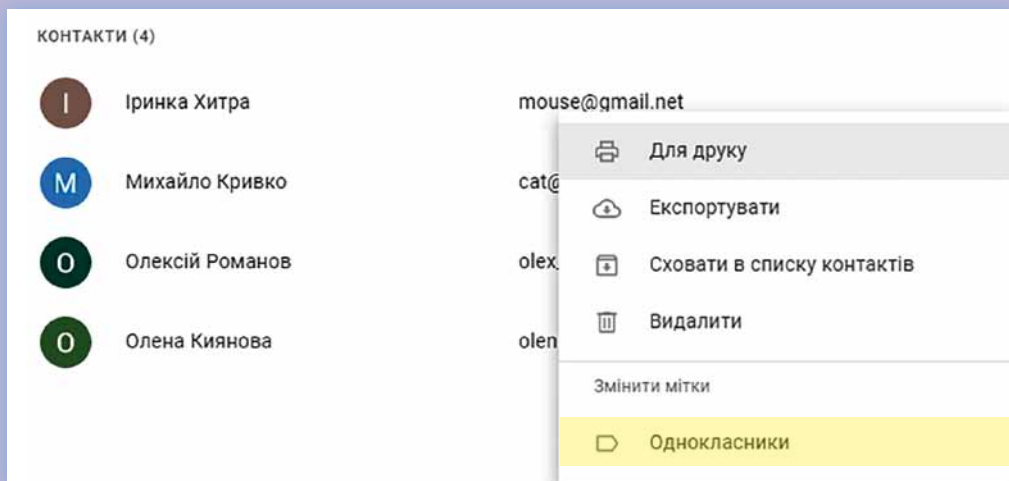 КОНТАКТИ (4)
І Іринка Хитра mouse@gmail.net
М Михайло Кривко cat@
О Олексій Романов olex_
О Олена Киянова olen
Для друку
Експортувати
Сховати в списку контактів
Видалити
Змінити мітки
Однокласники